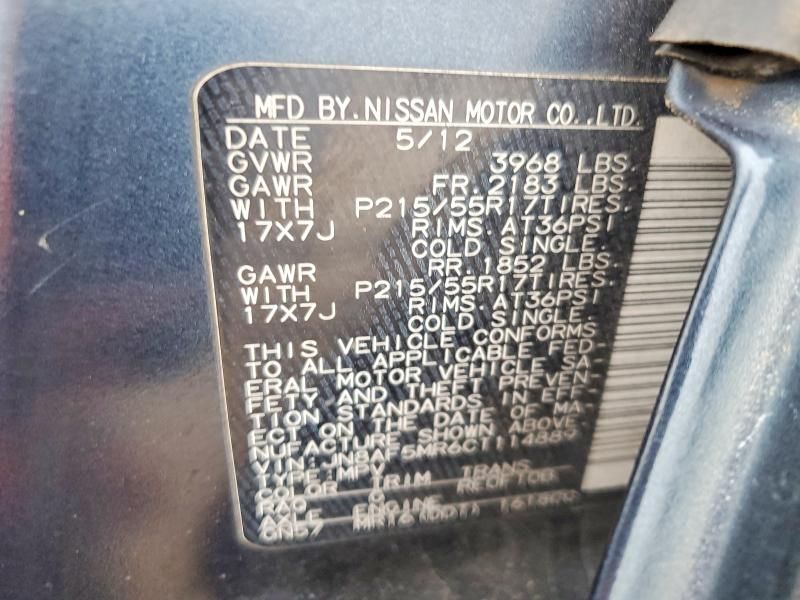 MFD BY. NISSAN MOTOR CO.,LTD.
DATE 5/12
GVWR 3968 LBS.
GAWR FR. 2183 LBS.
WITH P215/55R17TIRES.
17X7J RIMS. AT36PSI
COLD SINGLE.
GAWR RR. 1852 LBS.
WITH P215/55R17TIRES.
17X7J RIMS. AT36PSI
COLD SINGLE.
THIS VEHICLE CONFORMS
TO ALL APPLICABLE FED-
ERAL MOTOR VEHICLE SA-
FETY AND THEFT PREVEN-
TION STANDARDS IN EFF-
ECT ON THE DATE OF MA-
NUFACTURE SHOWN ABOVE.
VIN: JN8AF5MR6CT114889
TYPE: MPV
COLOR TRIM TRANS
G
AXLE ENGINE